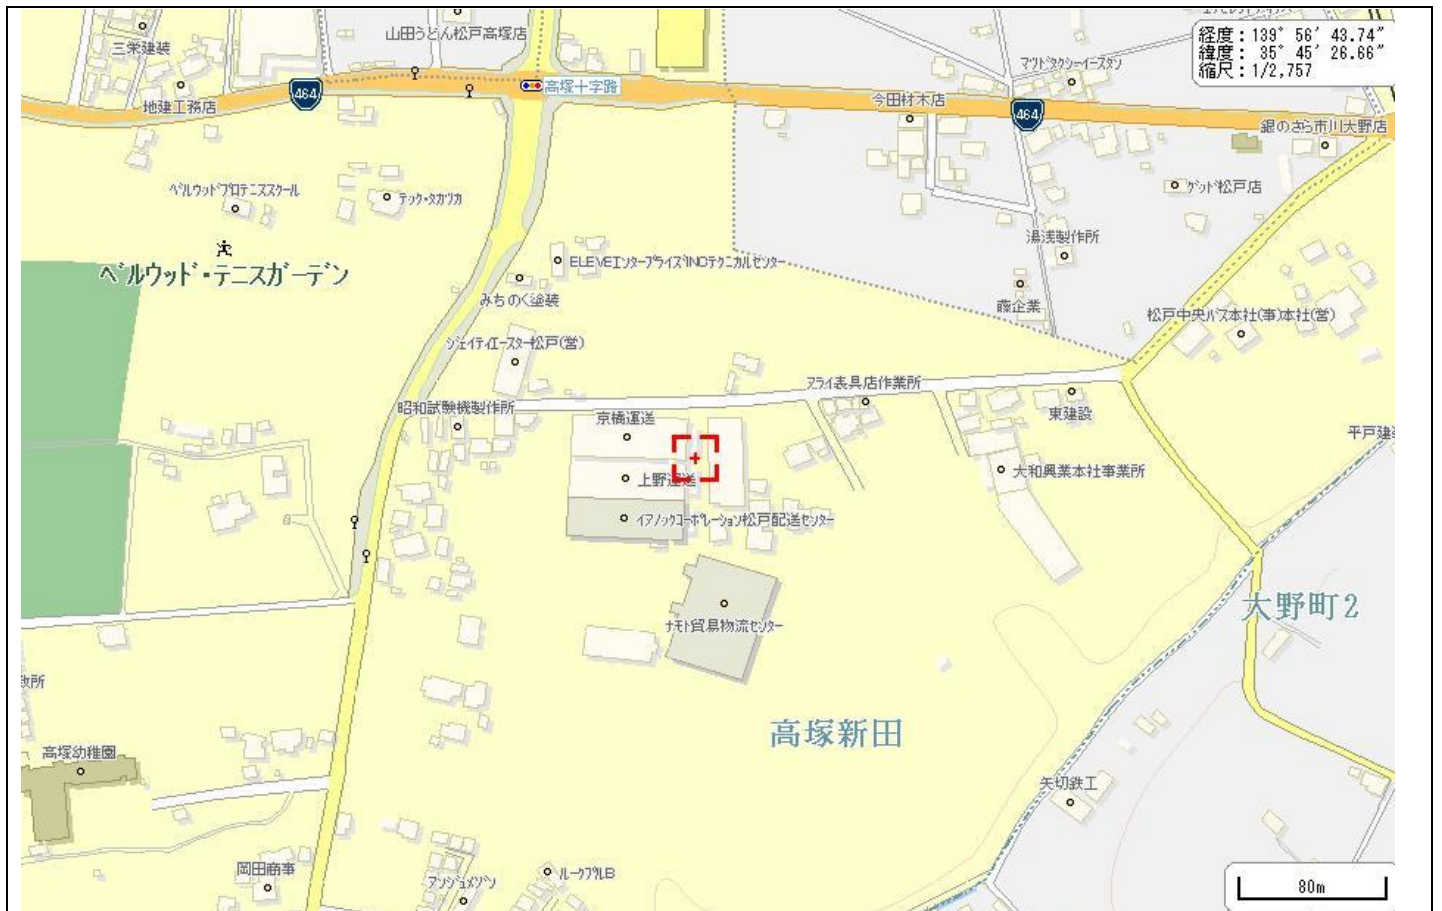 三栄建装
山田うどん松戸高塚店
経度：139°56′43.74″
緯度： 35°45′26.66″
縮尺：1/2,757
マツドタクシーイースタン
464
地建工務店
高塚十字路
今田材木店
464
銀のさら市川大野店
ベルウッドプロテニススクール
テック・タカツカ
グッド松戸店
湯浅製作所
ベルウッド・テニスガーデン
ELEVEエンタープライズINCテクニカルセンター
みちのく塗装
藤企業
松戸中央バス本社(事)本社(営)
ジェイティエースター松戸(営)
アライ表具店作業所
昭和試験機製作所
京橋運送
東建設
平戸建
大和興業本社事業所
上野運送
イアノックコーポレーション松戸配送センター
大野町2
ナモト貿易物流センター
高塚新田
高塚幼稚園
矢切鉄工
岡田商事
アンジュメゾン
ルークプルB
80m